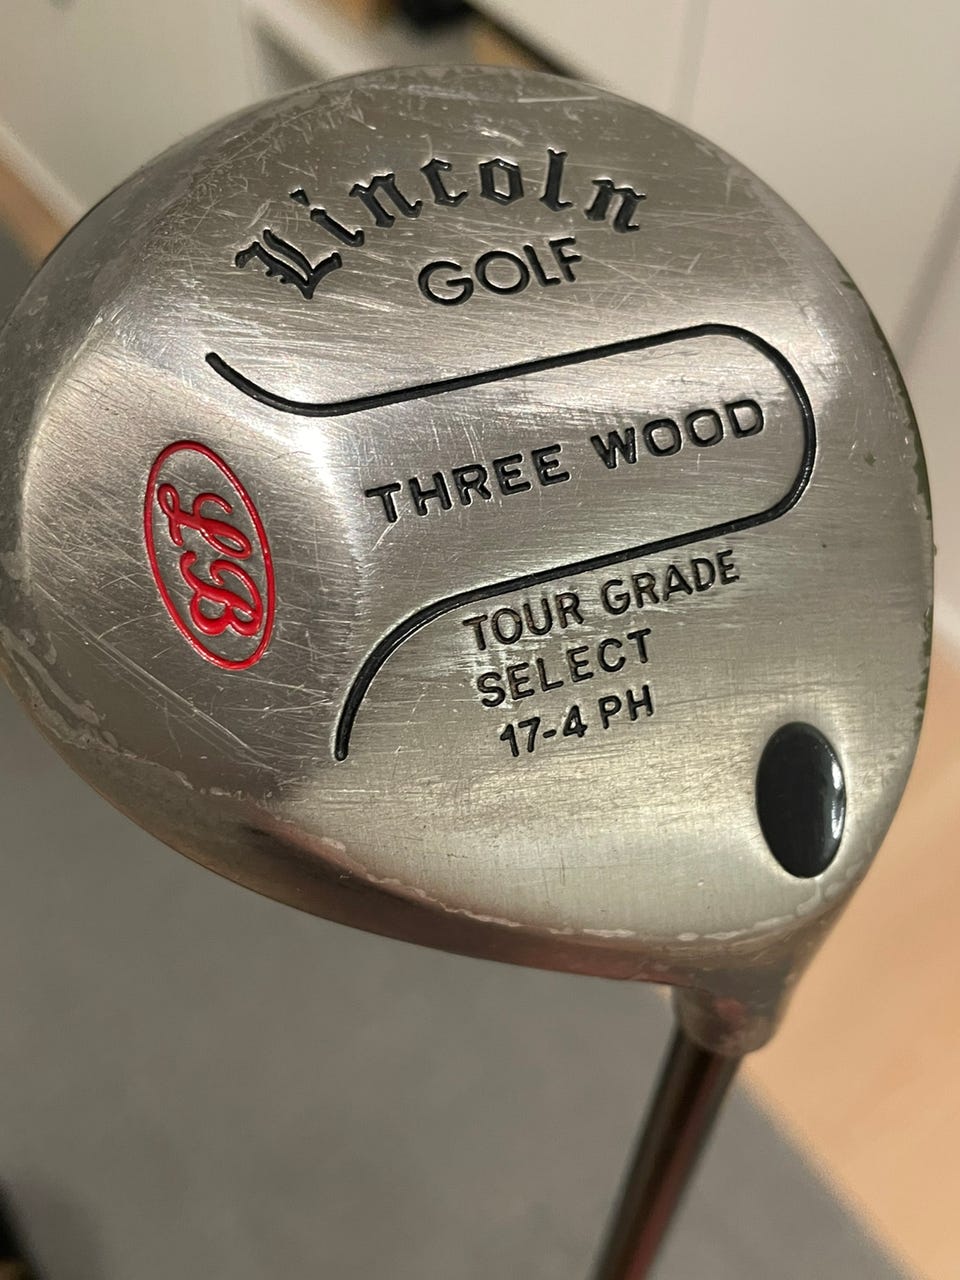 Lincoln
GOLF
THREE WOOD
TOUR GRADE
SELECT
17-4 PH